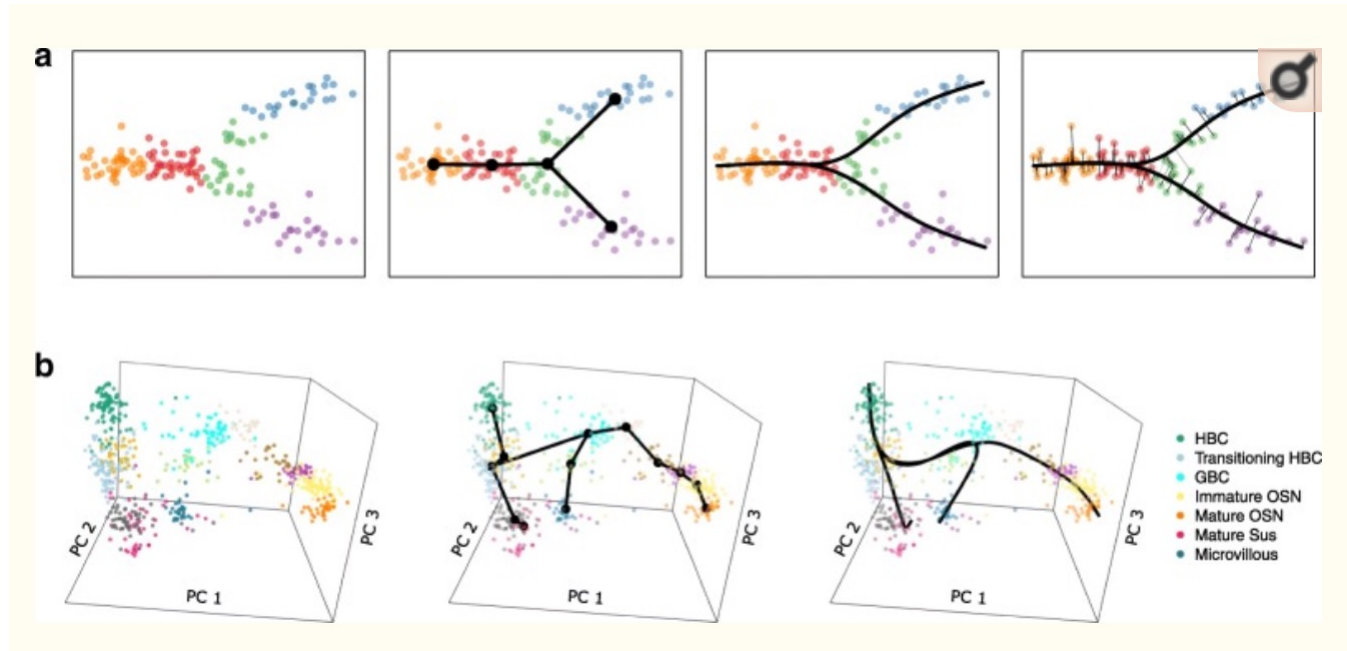 a
b
PC 2
PC 1
PC 3
PC 2
PC 1
PC 3
PC 2
PC 1
PC 3
HBC
Transitioning HBC
GBC
Immature OSN
Mature OSN
Mature Sus
Microvillous